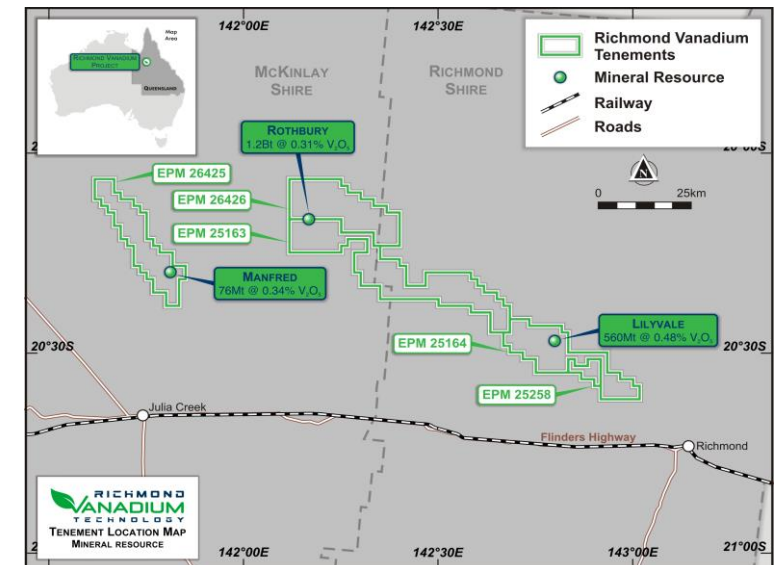 142°00E
142°30E
Map
Area
RICHMOND VANADIUM
PROJECT
QUEENSLAND
MCKINLAY
SHIRE
RICHMOND
SHIRE
Richmond Vanadium
Tenements
Mineral Resource
Railway
Roads
ROTHBURY
1.2Bt @ 0.31% V₂O₅
EPM 26425
EPM 26426
EPM 25163
N
0 25km
MANFRED
76Mt @ 0.34% V₂O₅
LILYVALE
560Mt @ 0.48% V₂O₅
20°30S
20°30S
EPM 25164
EPM 25258
Julia Creek
Flinders Highway
Richmond
RICHMOND
VANADIUM
TECHNOLOGY
TENEMENT LOCATION MAP
MINERAL RESOURCE
142°00E
142°30E
143°00E
21°00S